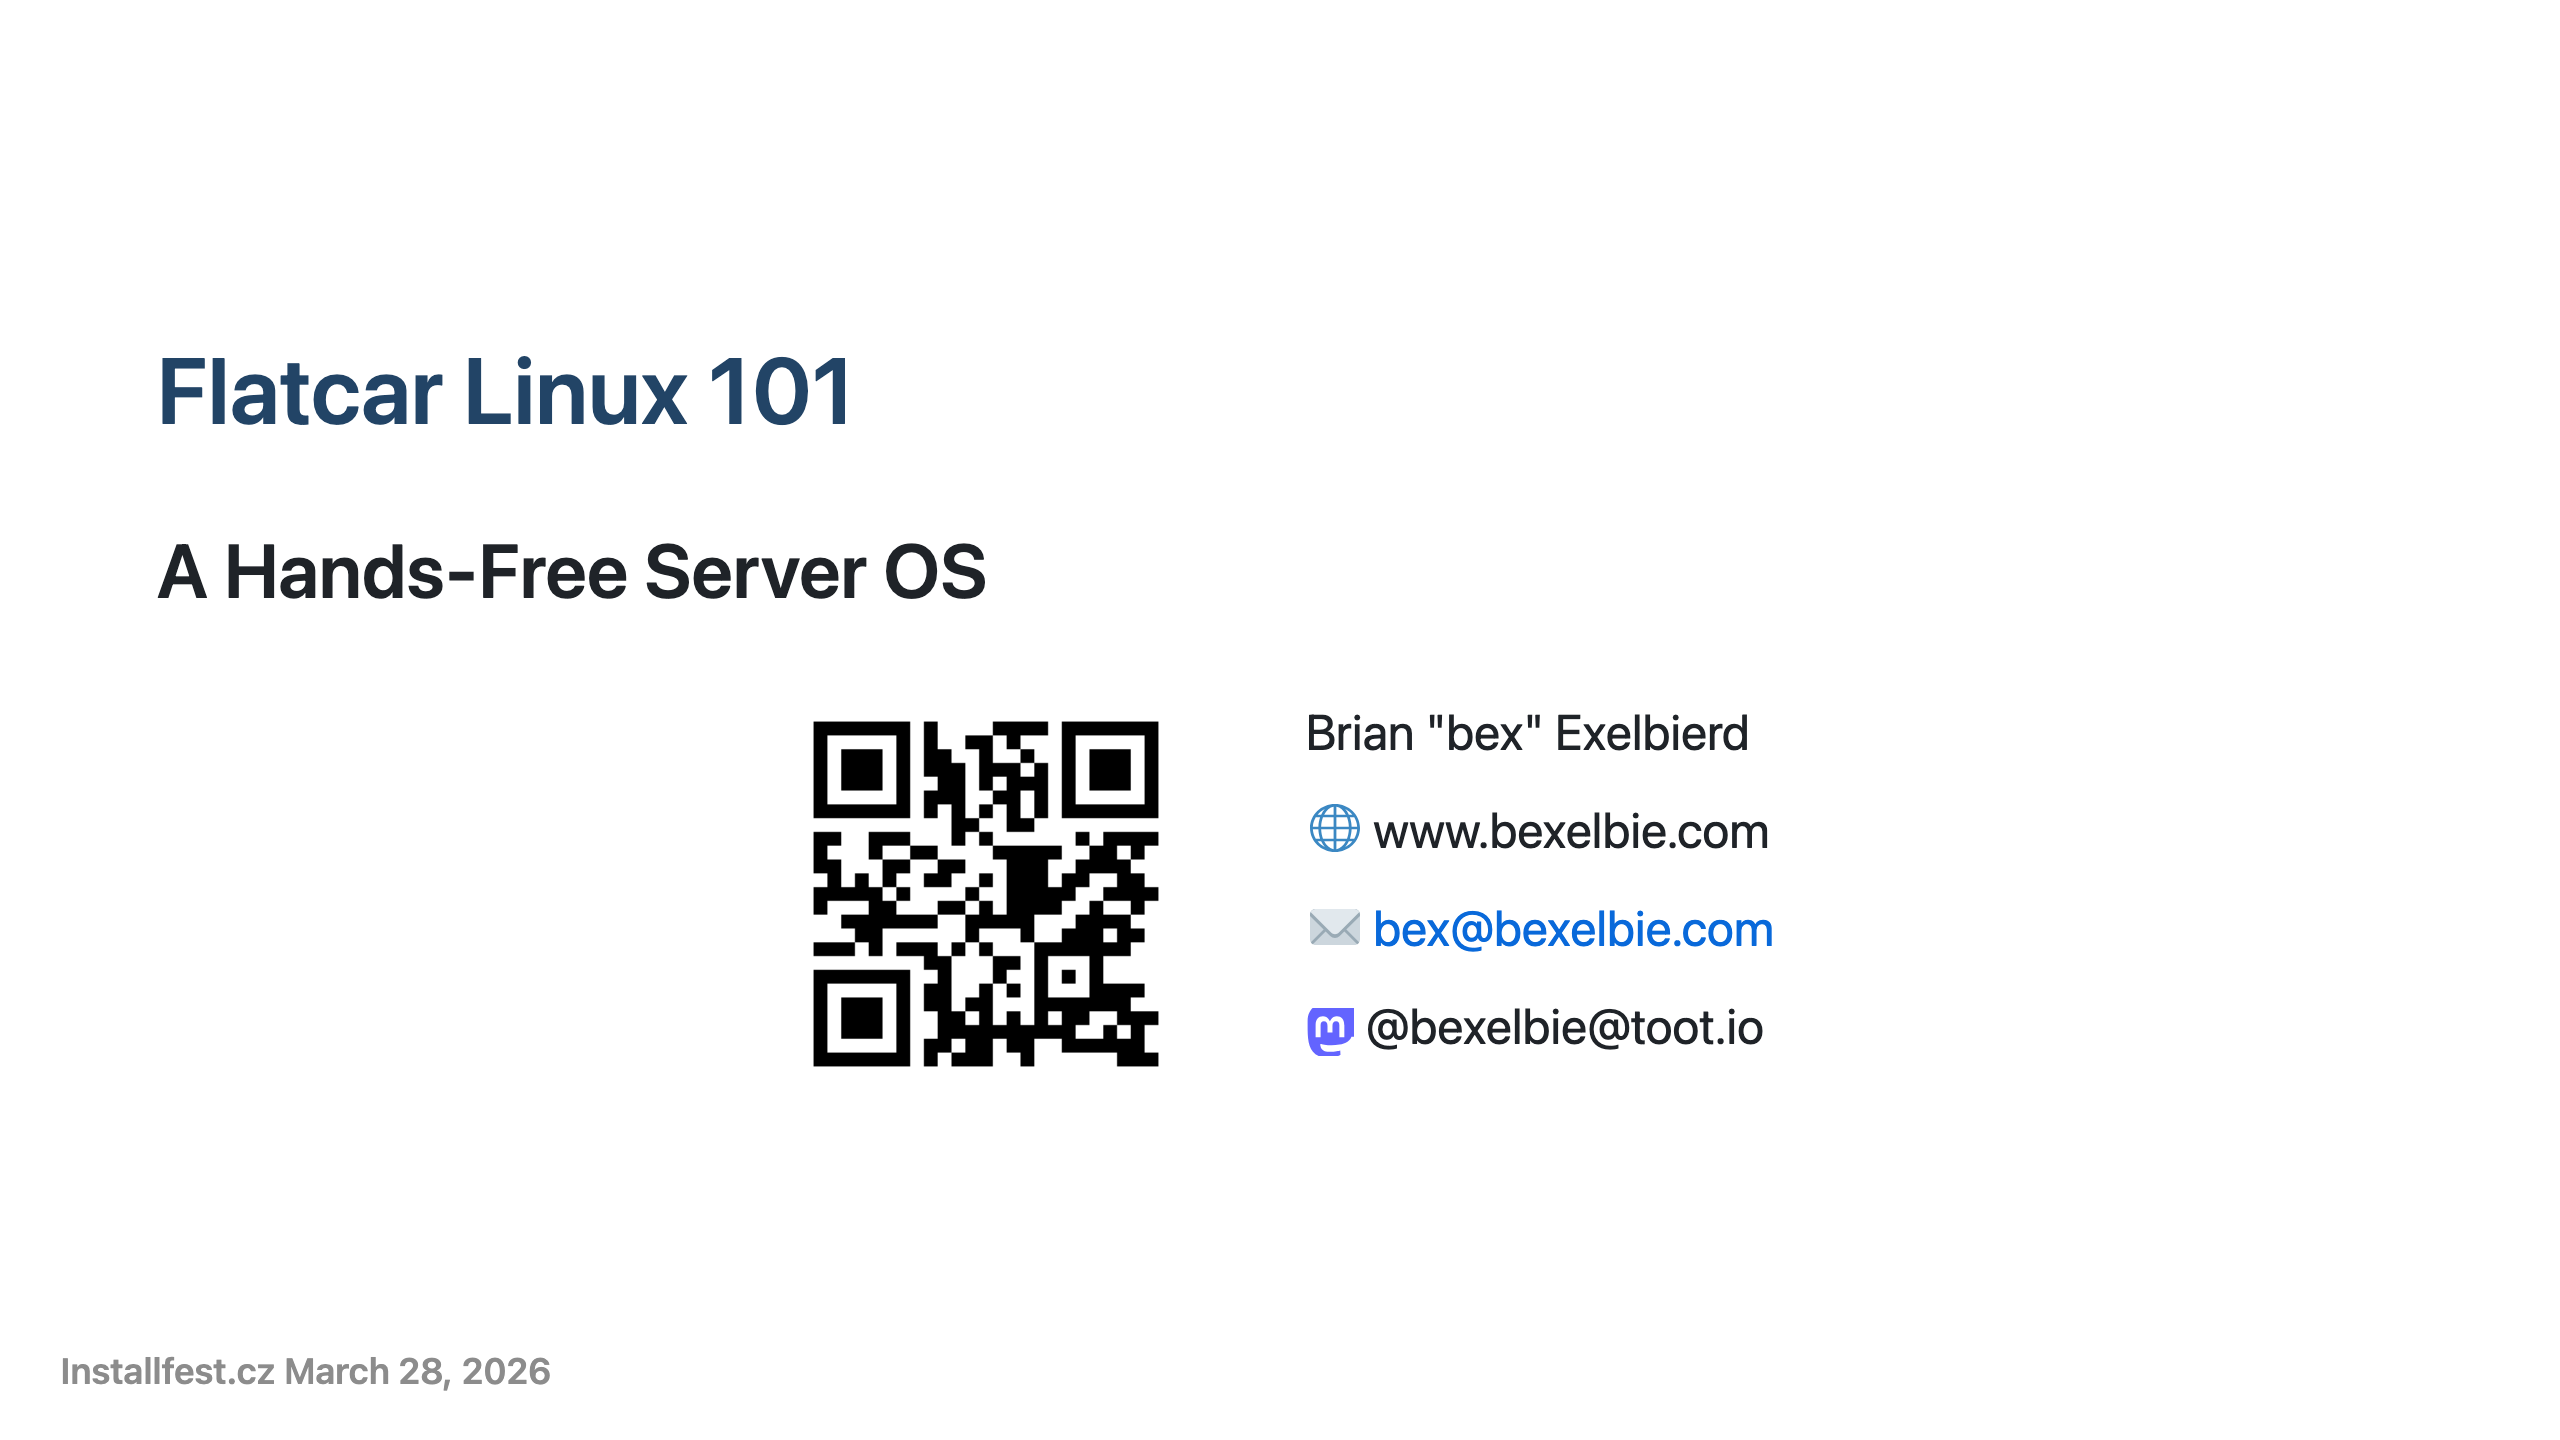 Flatcar Linux 101
A Hands-Free Server OS
Brian "bex" Exelbierd
www.bexelbie.com
bex@bexelbie.com
@bexelbie@toot.io
Installfest.cz March 28, 2026